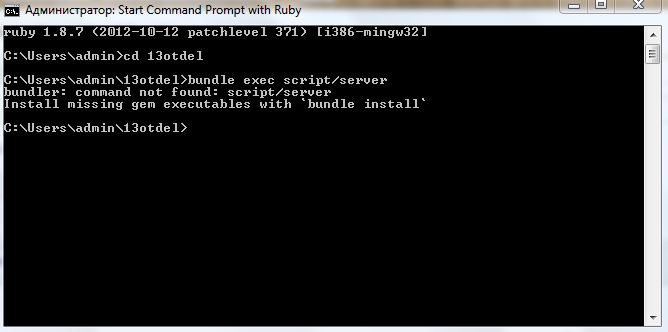 Администратор: Start Command Prompt with Ruby
ruby 1.8.7 (2012-10-12 patchlevel 371) [i386-mingw32]
C:\Users\admin>cd 13otdel
C:\Users\admin\13otdel>bundle exec script/server
bundler: command not found: script/server
Install missing gem executables with `bundle install`
C:\Users\admin\13otdel>